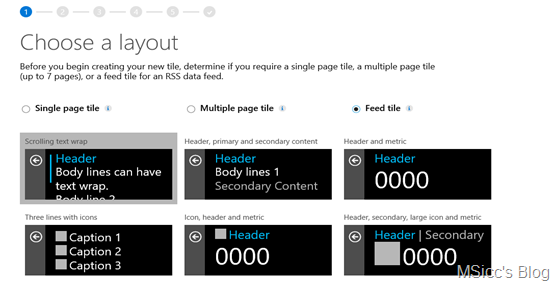 1 2 3 4 5
Choose a layout
Before you begin creating your new tile, determine if you require a single page tile, a multiple page tile
(up to 7 pages), or a feed tile for an RSS data feed.
Single page tile i Multiple page tile i Feed tile i
Scrolling text wrap
Header
Body lines can have
text wrap.
Body line 2
Header, primary and secondary content
Header
Body lines 1
Secondary Content
Header and metric
Header
0000
Three lines with icons
Caption 1
Caption 2
Caption 3
Icon, header and metric
Header
0000
Header, secondary, large icon and metric
Header | Secondary
0000
MSicc's Blog